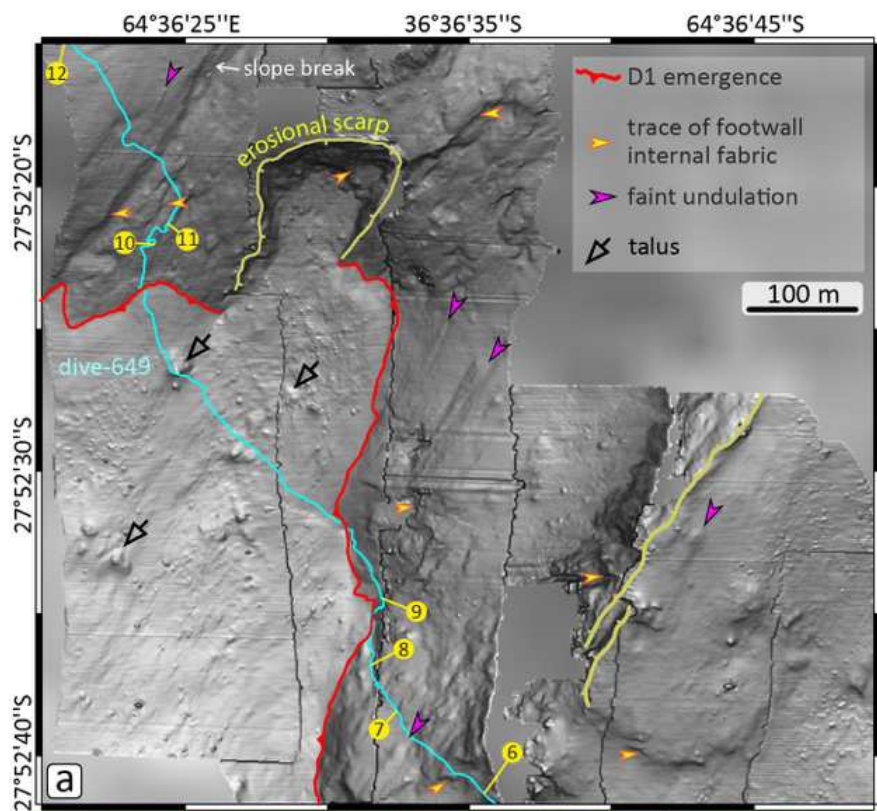 64°36'25''E
36°36'35''S
64°36'45''S
12
slope break
D1 emergence
erosional scarp
trace of footwall
internal fabric
27°52'20''S
faint undulation
10
11
talus
100 m
dive-649
27°52'30''S
9
8
7
6
27°52'40''S
a